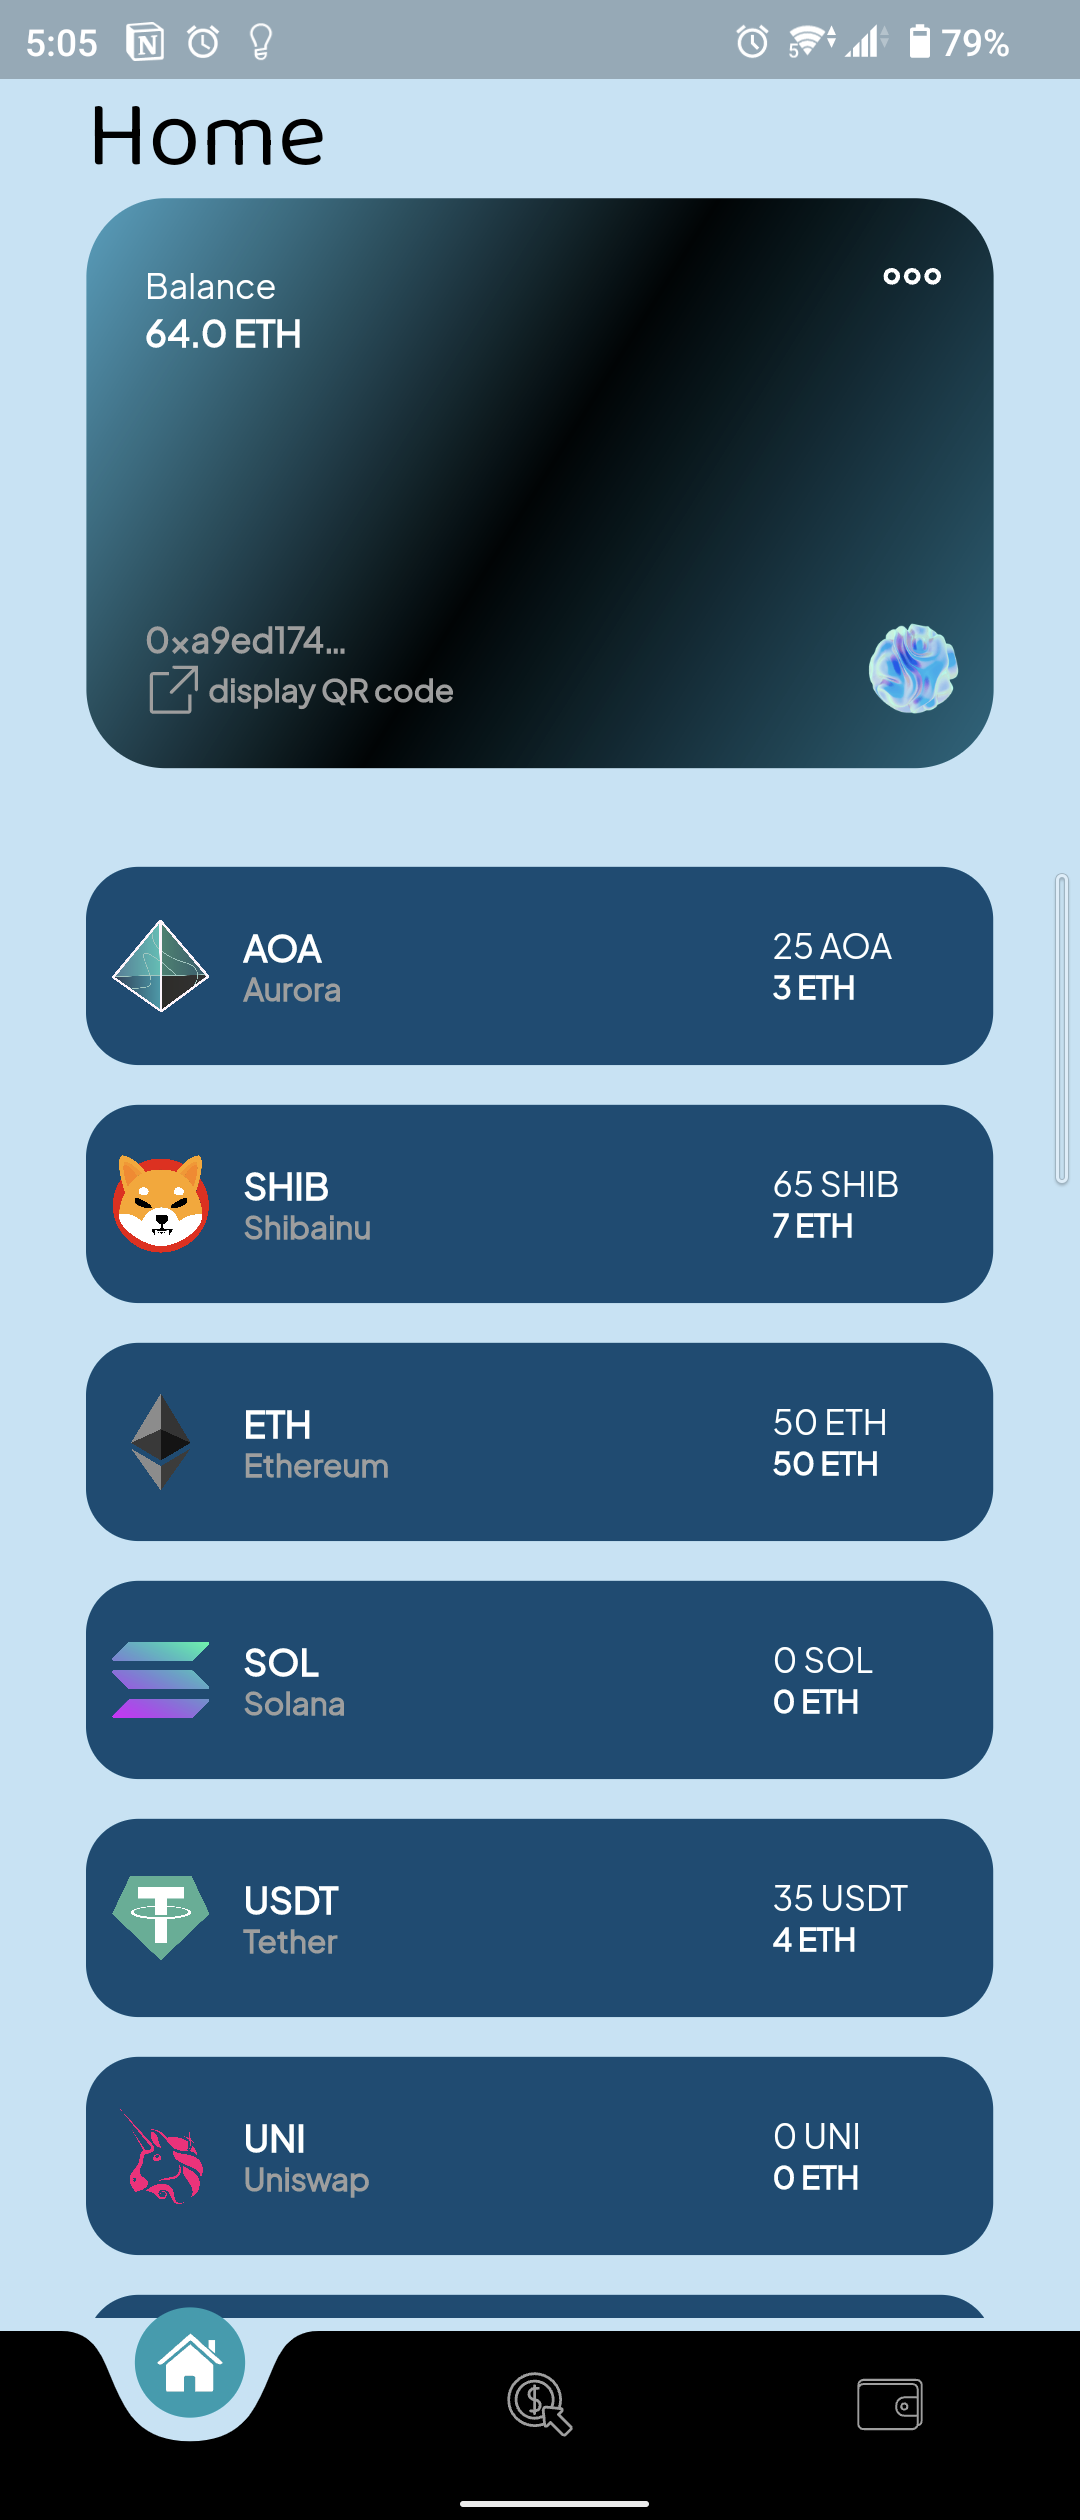 5:05
79%
Home
Balance
64.0 ETH
0xa9ed174...
display QR code
AOA
Aurora
25 AOA
3 ETH
SHIB
Shibainu
65 SHIB
7 ETH
ETH
Ethereum
50 ETH
50 ETH
SOL
Solana
0 SOL
0 ETH
USDT
Tether
35 USDT
4 ETH
UNI
Uniswap
0 UNI
0 ETH